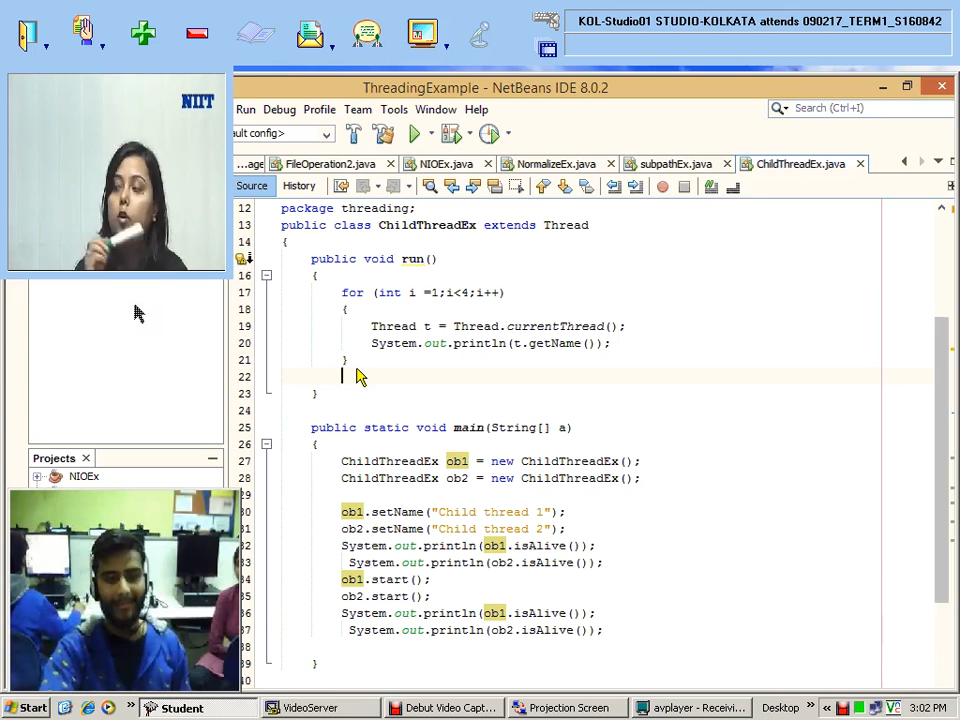 KOL-Studio01 STUDIO-KOLKATA attends 090217_TERM1_S160842
NIIT
ThreadingExample - NetBeans IDE 8.0.2
Run Debug Profile Team Tools Window Help
Search (Ctrl+I)
ault config>
...age FileOperation2.java NIOEx.java NormalizeEx.java subpathEx.java ChildThreadEx.java
Source History
12 package threading;
13 public class ChildThreadEx extends Thread
14 {
public void run()
16 {
17 for (int i =1;i<4;i++)
18 {
19 Thread t = Thread.currentThread();
20 System.out.println(t.getName());
21 }
22
23 }
24
25 public static void main(String[] a)
26 {
27 ChildThreadEx ob1 = new ChildThreadEx();
28 ChildThreadEx ob2 = new ChildThreadEx();
29
30 ob1.setName("Child thread 1");
31 ob2.setName("Child thread 2");
32 System.out.println(ob1.isAlive());
33 System.out.println(ob2.isAlive());
34 ob1.start();
35 ob2.start();
36 System.out.println(ob1.isAlive());
37 System.out.println(ob2.isAlive());
38
39 }
40
Projects
NIOEx
Start Student VideoServer Debut Video Capt... Projection Screen avplayer - Receivi... Desktop 3:02 PM